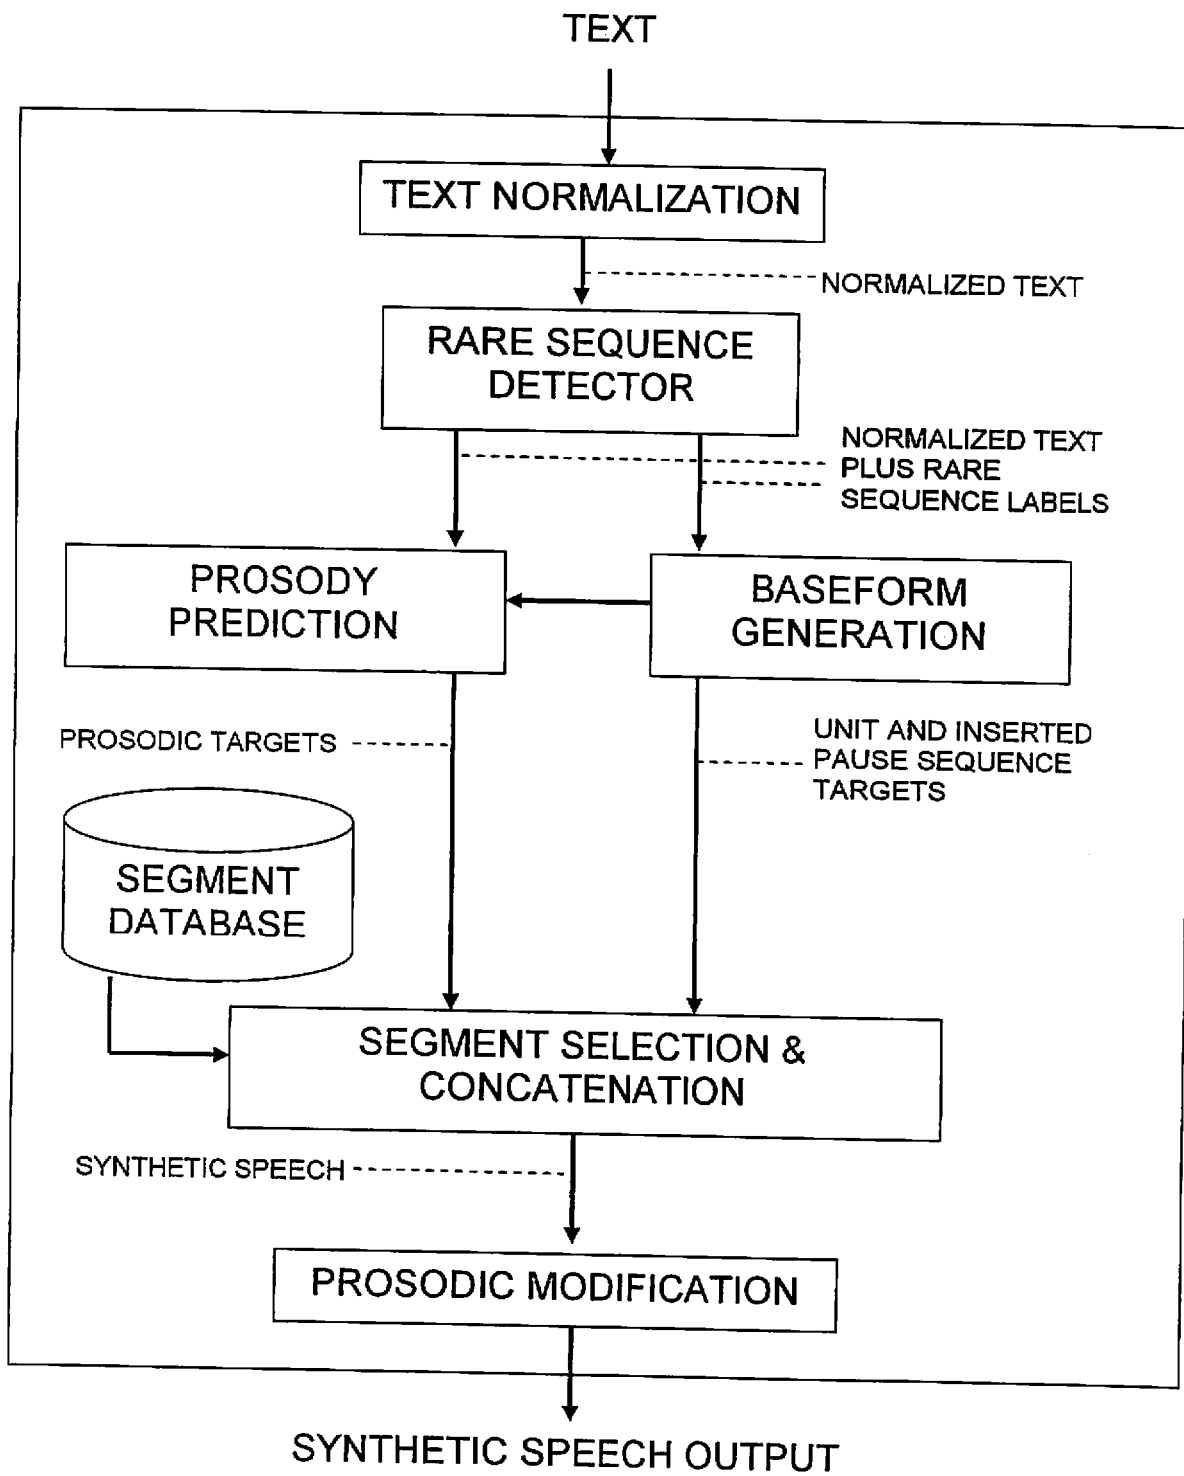 TEXT
TEXT NORMALIZATION
NORMALIZED TEXT
RARE SEQUENCE
DETECTOR
NORMALIZED TEXT
PLUS RARE
SEQUENCE LABELS
PROSODY
PREDICTION
BASEFORM
GENERATION
PROSODIC TARGETS
UNIT AND INSERTED
PAUSE SEQUENCE
TARGETS
SEGMENT
DATABASE
SEGMENT SELECTION &
CONCATENATION
SYNTHETIC SPEECH
PROSODIC MODIFICATION
SYNTHETIC SPEECH OUTPUT